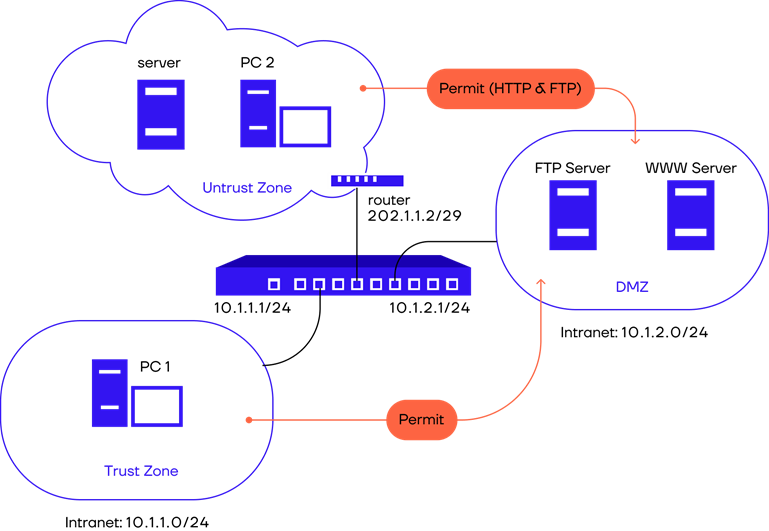 server
PC 2
Permit (HTTP & FTP)
Untrust Zone
router
202.1.1.2/29
FTP Server
WWW Server
DMZ
10.1.1.1/24
10.1.2.1/24
Intranet: 10.1.2.0/24
PC 1
Permit
Trust Zone
Intranet: 10.1.1.0/24